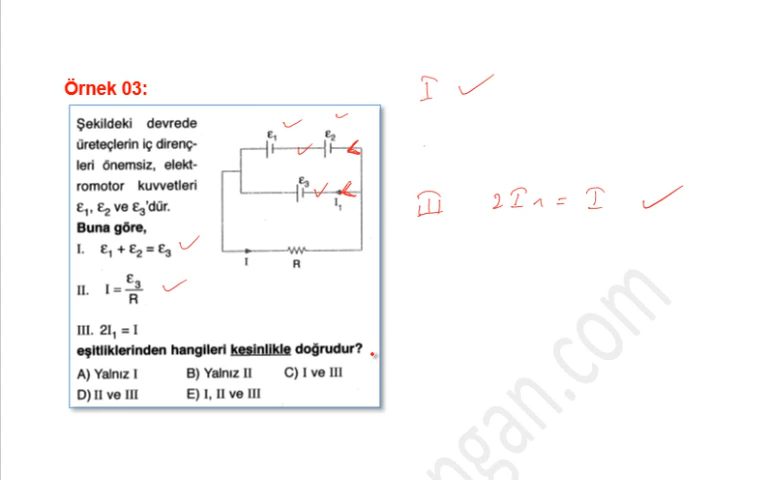 Örnek 03:
Şekildeki devrede
üreteçlerin iç direnç-
leri önemsiz, elekt-
romotor kuvvetleri
ε₁, ε₂ ve ε₃'dür.
Buna göre,
I. ε₁ + ε₂ = ε₃
II. I = ε₃/R
III. 2I₁ = I
eşitliklerinden hangileri kesinlikle doğrudur?
A) Yalnız I B) Yalnız II C) I ve III
D) II ve III E) I, II ve III
ε₁ ε₂
ε₃
I₁
I R
I ✓
III 2I₁ = I ✓
ngan.com